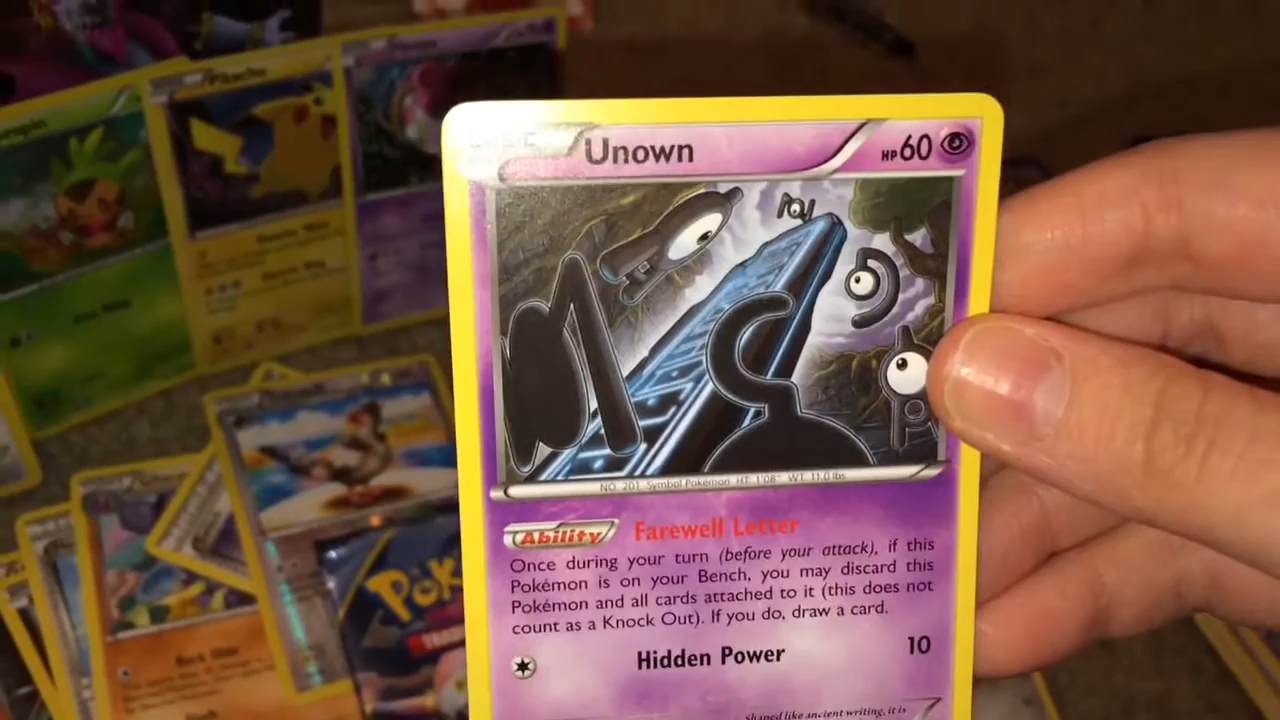 Pikachu
BASIC
Unown
HP60
NO. 201 Symbol Pokémon HT: 1'08" WT: 11.0 lbs
Ability Farewell Letter
Once during your turn (before your attack), if this
Pokémon is on your Bench, you may discard this
Pokémon and all cards attached to it (this does not
count as a Knock Out). If you do, draw a card.
Hidden Power 10
Shaped like ancient writing, it is
POK